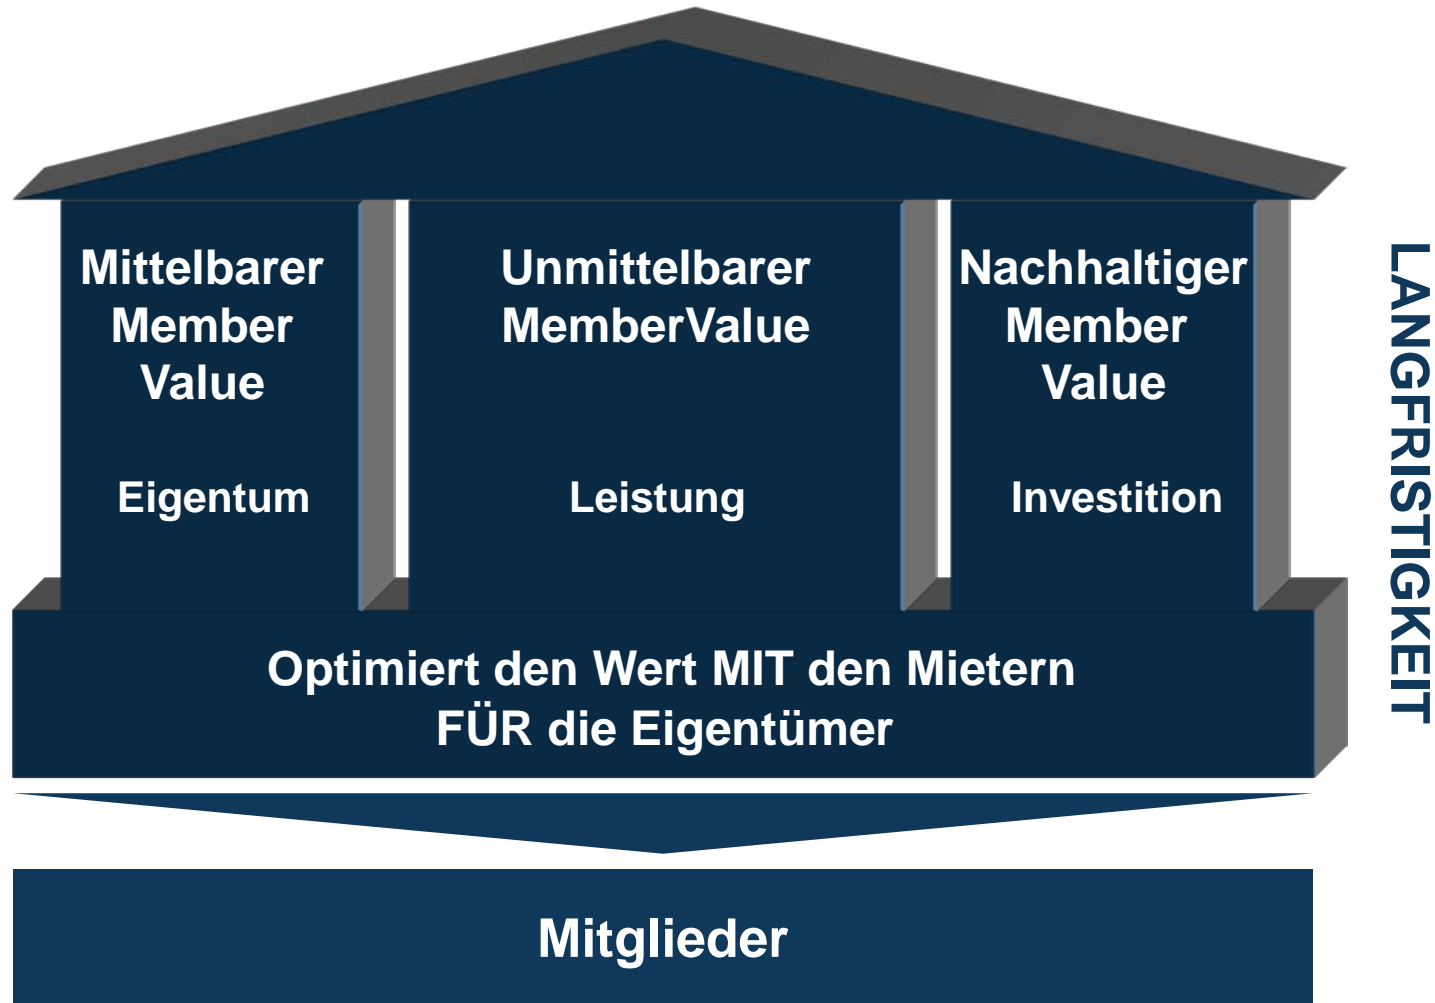 Mittelbarer
Member
Value
Eigentum
Unmittelbarer
MemberValue
Leistung
Nachhaltiger
Member
Value
Investition
Optimiert den Wert MIT den Mietern
FÜR die Eigentümer
Mitglieder
LANGFRISTIGKEIT